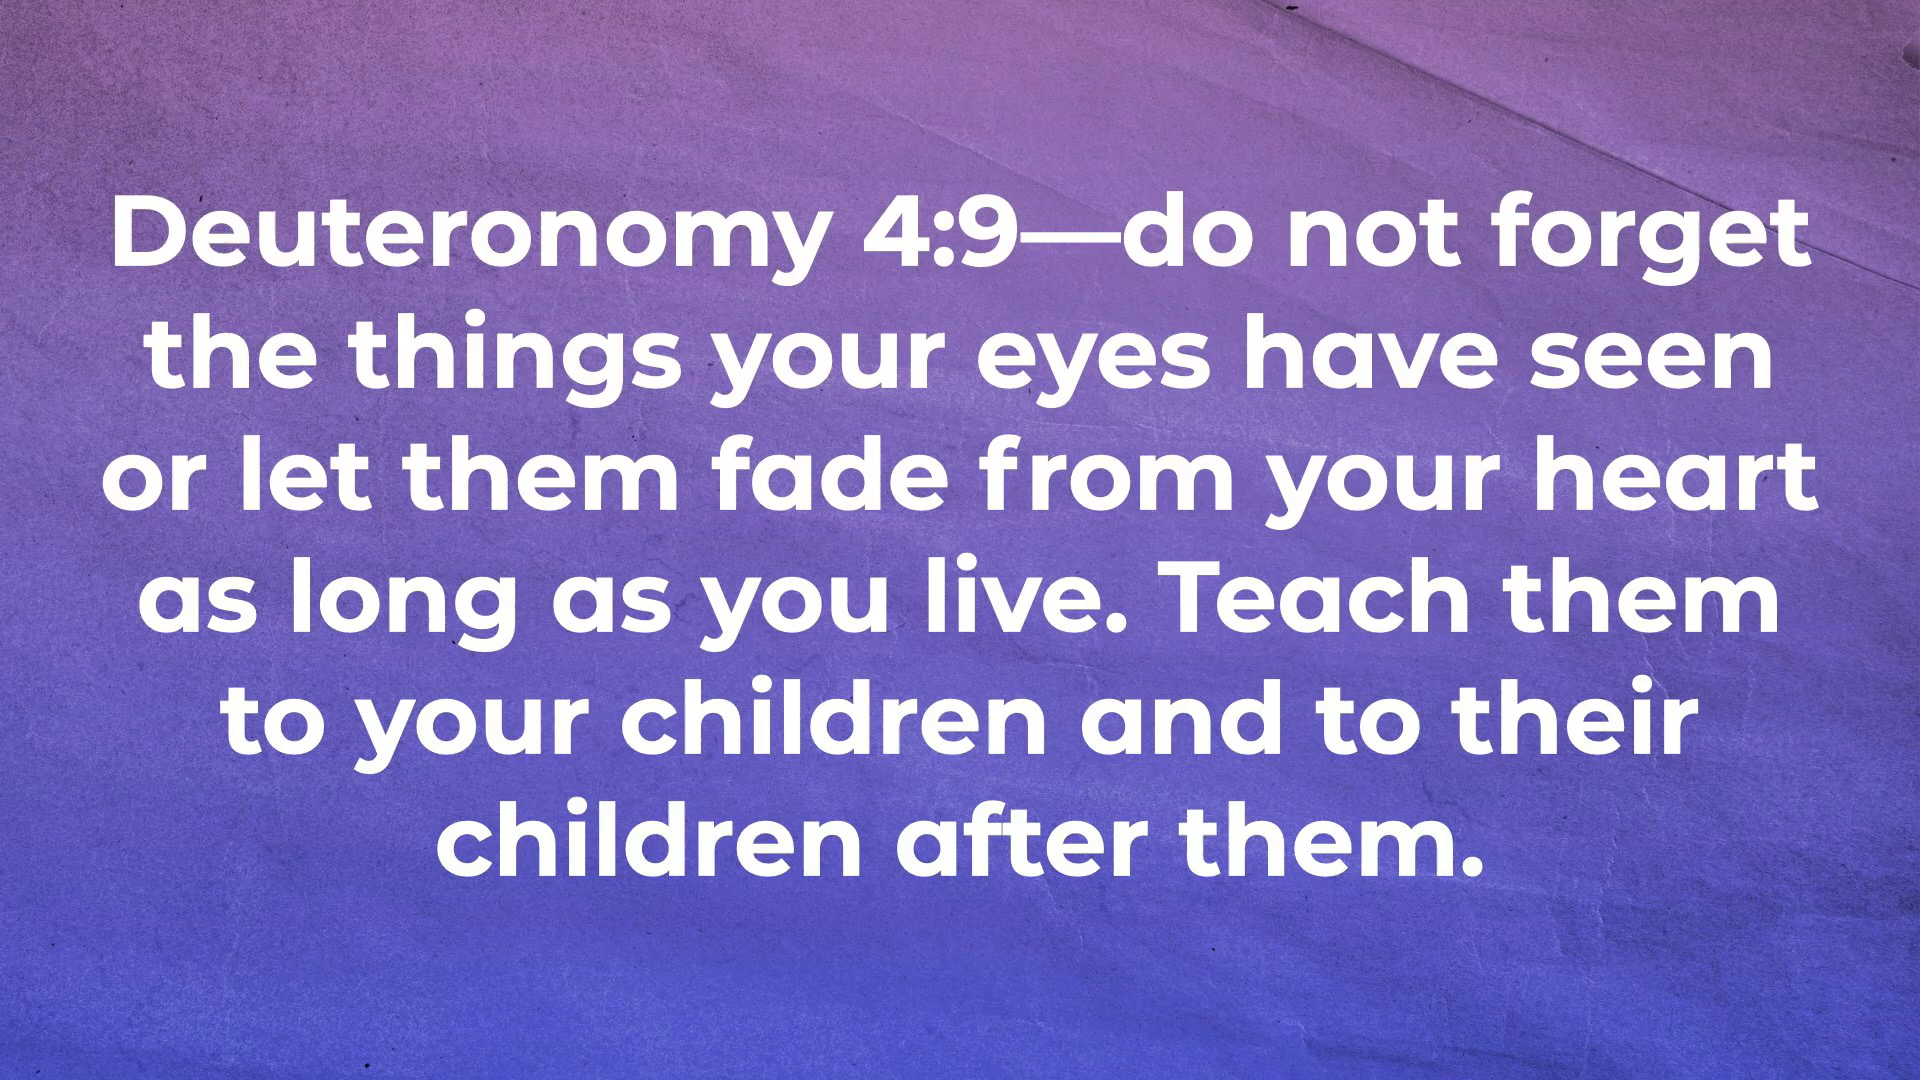 Deuteronomy 4:9—do not forget
the things your eyes have seen
or let them fade from your heart
as long as you live. Teach them
to your children and to their
children after them.